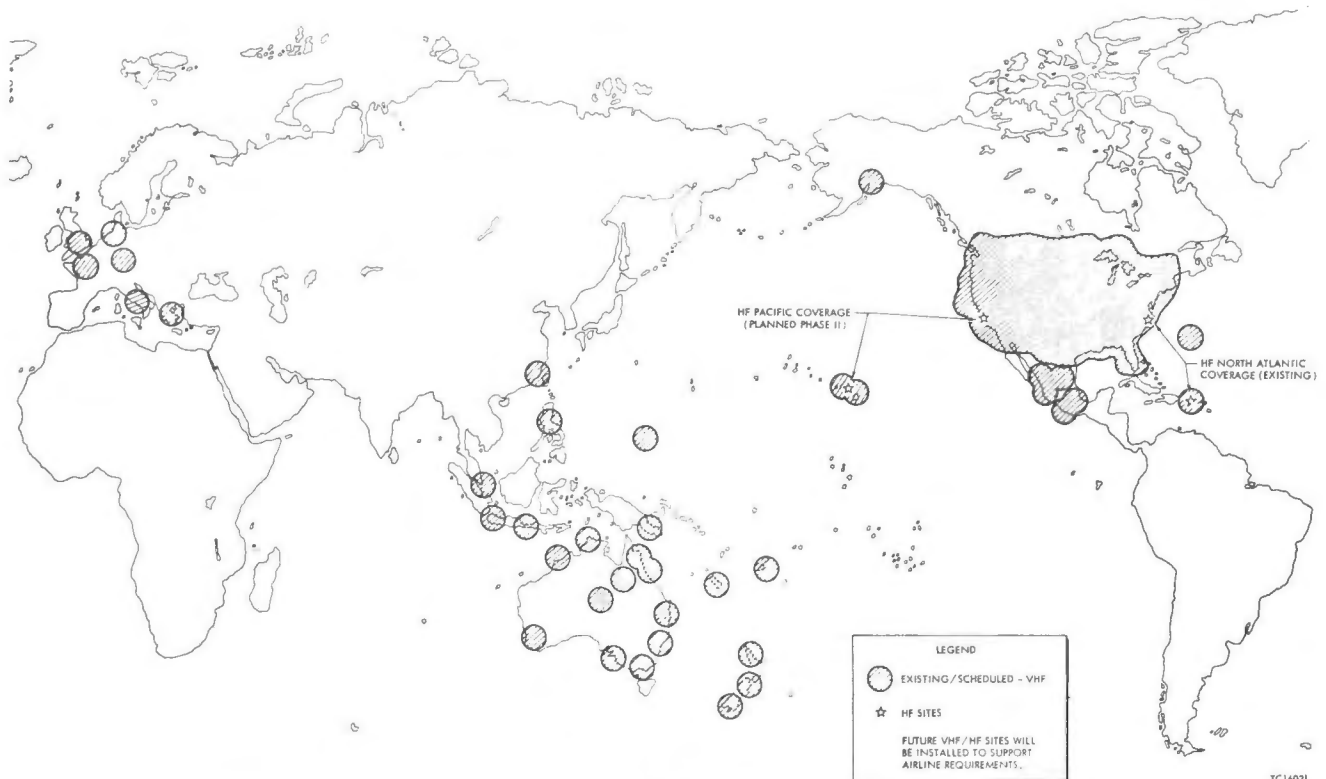 HF PACIFIC COVERAGE
(PLANNED PHASE II)
HF NORTH ATLANTIC
COVERAGE (EXISTING)
LEGEND
EXISTING/SCHEDULED - VHF
HF SITES
FUTURE VHF/HF SITES WILL
BE INSTALLED TO SUPPORT
AIRLINE REQUIREMENTS.